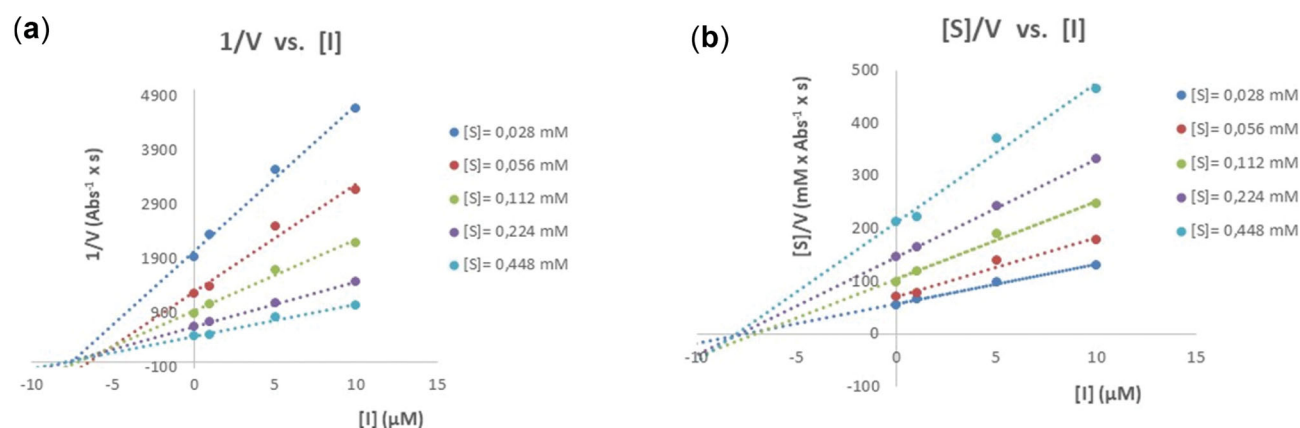 (a)
1/V vs. [I]
1/V (Abs⁻¹ x s)
4900
3900
2900
1900
900
-100
-10
-5
0
5
10
15
[I] (µM)
[S]= 0,028 mM
[S]= 0,056 mM
[S]= 0,112 mM
[S]= 0,224 mM
[S]= 0,448 mM
(b)
[S]/V vs. [I]
[S]/V (mM x Abs⁻¹ x s)
500
400
300
200
100
0
-100
-10
-5
0
5
10
15
[I] (µM)
[S]= 0,028 mM
[S]= 0,056 mM
[S]= 0,112 mM
[S]= 0,224 mM
[S]= 0,448 mM